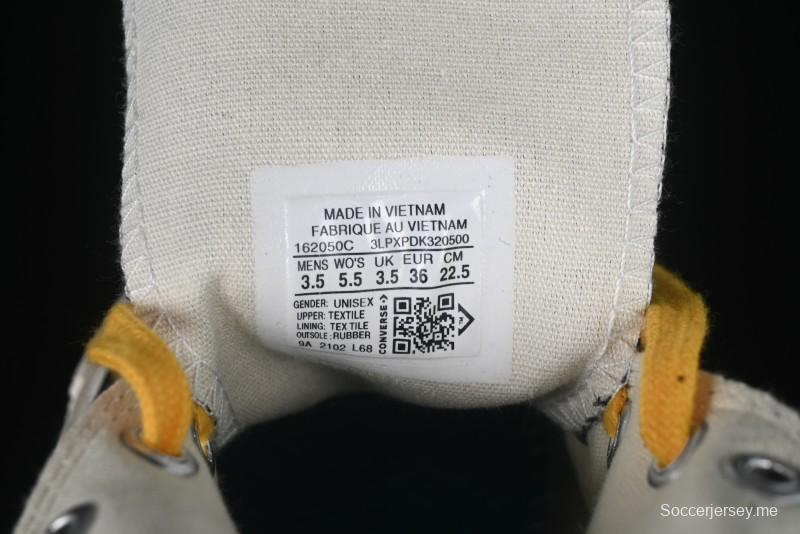 MADE IN VIETNAM
FABRIQUE AU VIETNAM
162050C 3LPXPDK320500
MENS WO'S UK EUR CM
3.5 5.5 3.5 36 22.5
GENDER: UNISEX
UPPER: TEXTILE
LINING: TEXTILE
OUTSOLE: RUBBER
9A 2102 L68
CONVERSE
Soccerjersey.me